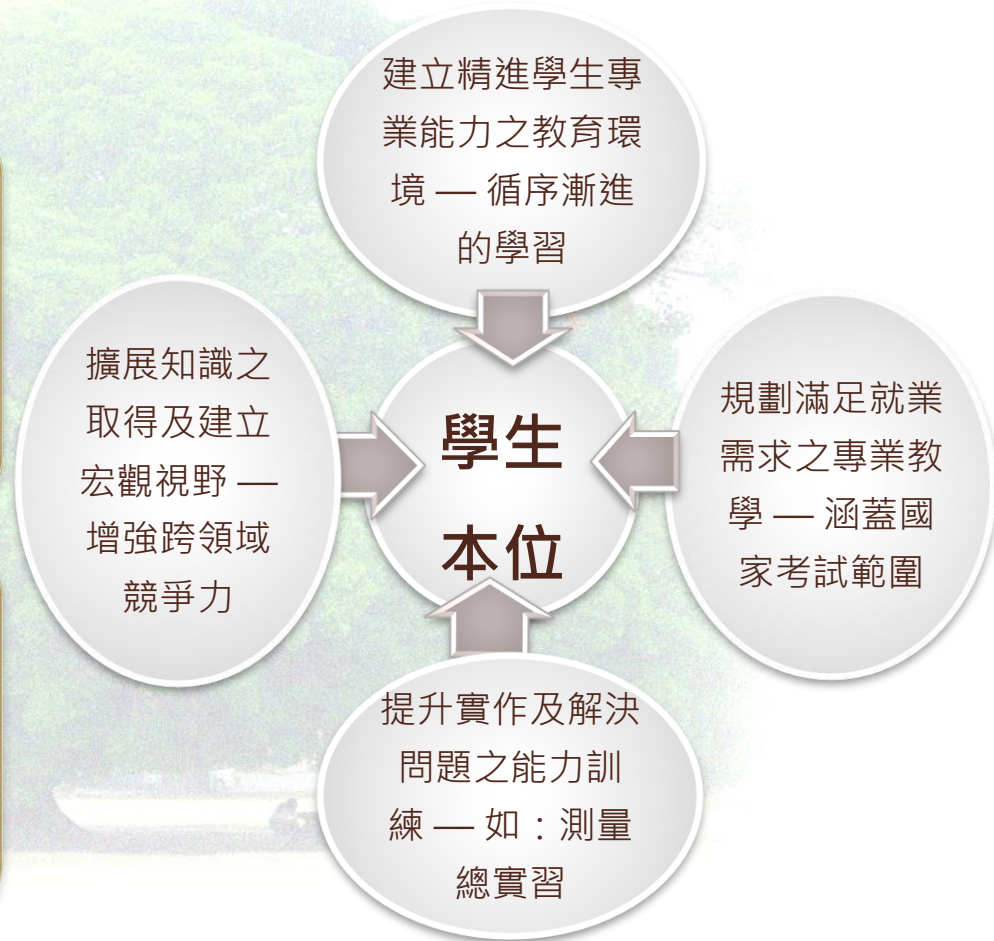 建立精進學生專
業能力之教育環
境 — 循序漸進
的學習
擴展知識之
取得及建立
宏觀視野 —
增強跨領域
競爭力
學生
本位
規劃滿足就業
需求之專業教
學 — 涵蓋國
家考試範圍
提升實作及解決
問題之能力訓
練 — 如：測量
總實習